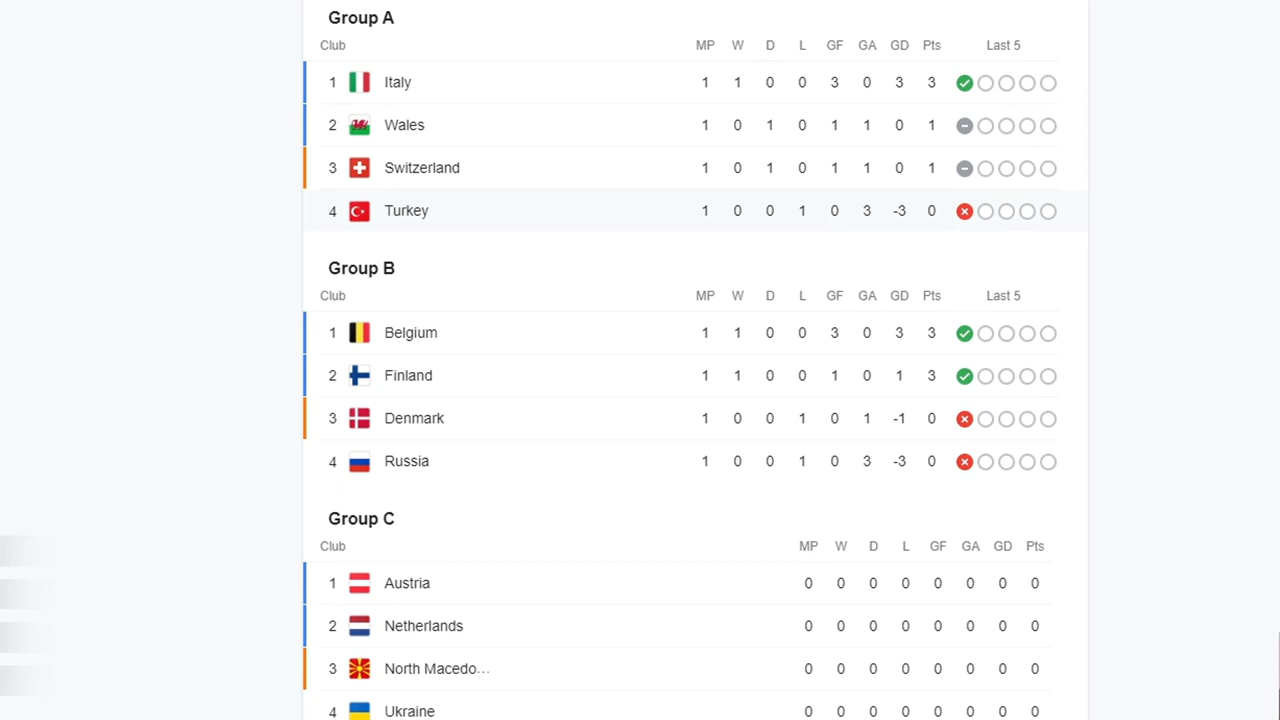 Group A
Club MP W D L GF GA GD Pts Last 5
1 Italy 1 1 0 0 3 0 3 3
2 Wales 1 0 1 0 1 1 0 1
3 Switzerland 1 0 1 0 1 1 0 1
4 Turkey 1 0 0 1 0 3 -3 0
Group B
Club MP W D L GF GA GD Pts Last 5
1 Belgium 1 1 0 0 3 0 3 3
2 Finland 1 1 0 0 1 0 1 3
3 Denmark 1 0 0 1 0 1 -1 0
4 Russia 1 0 0 1 0 3 -3 0
Group C
Club MP W D L GF GA GD Pts
1 Austria 0 0 0 0 0 0 0 0
2 Netherlands 0 0 0 0 0 0 0 0
3 North Macedo... 0 0 0 0 0 0 0 0
4 Ukraine 0 0 0 0 0 0 0 0